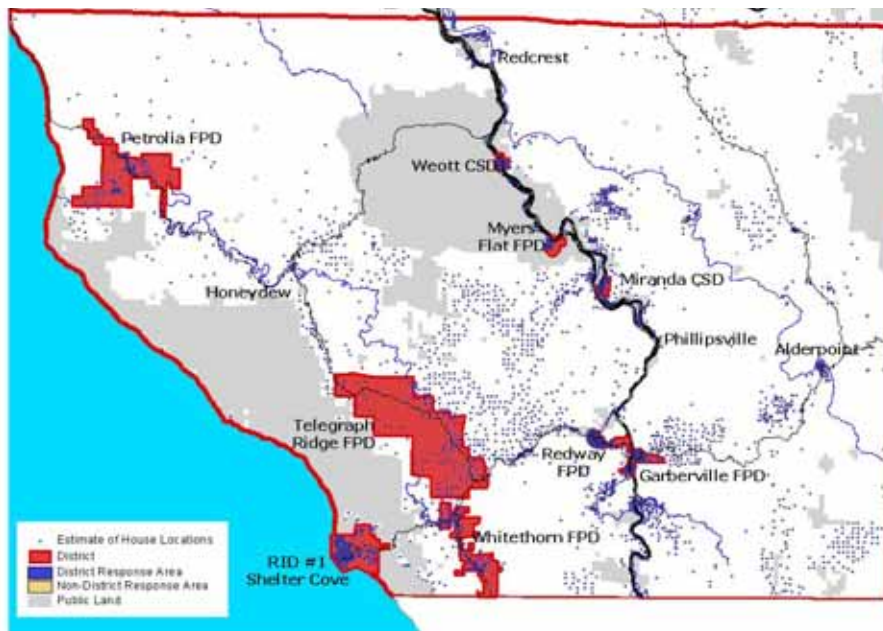 Redcrest
Petrolia FPD
Weott CSD
Myers
Flat FPD
Honeydew
Miranda CSD
Phillipsville
Alderpoint
Telegraph
Ridge FPD
Redway
FPD
Garberville FPD
Whitethorn FPD
RID #1
Shelter Cove
Estimate of House Locations
District
District Response Area
Non-District Response Area
Public Land